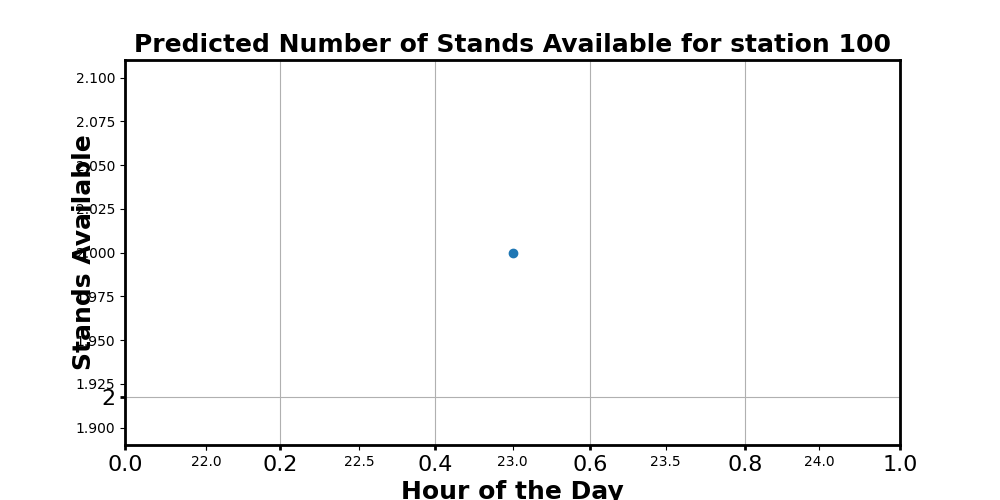 Predicted Number of Stands Available for station 100
Stands Available
2.100
2.075
2.050
2.025
2.000
1.975
1.950
1.925
2
1.900
0.0 22.0 0.2 22.5 0.4 23.0 0.6 23.5 0.8 24.0 1.0
Hour of the Day